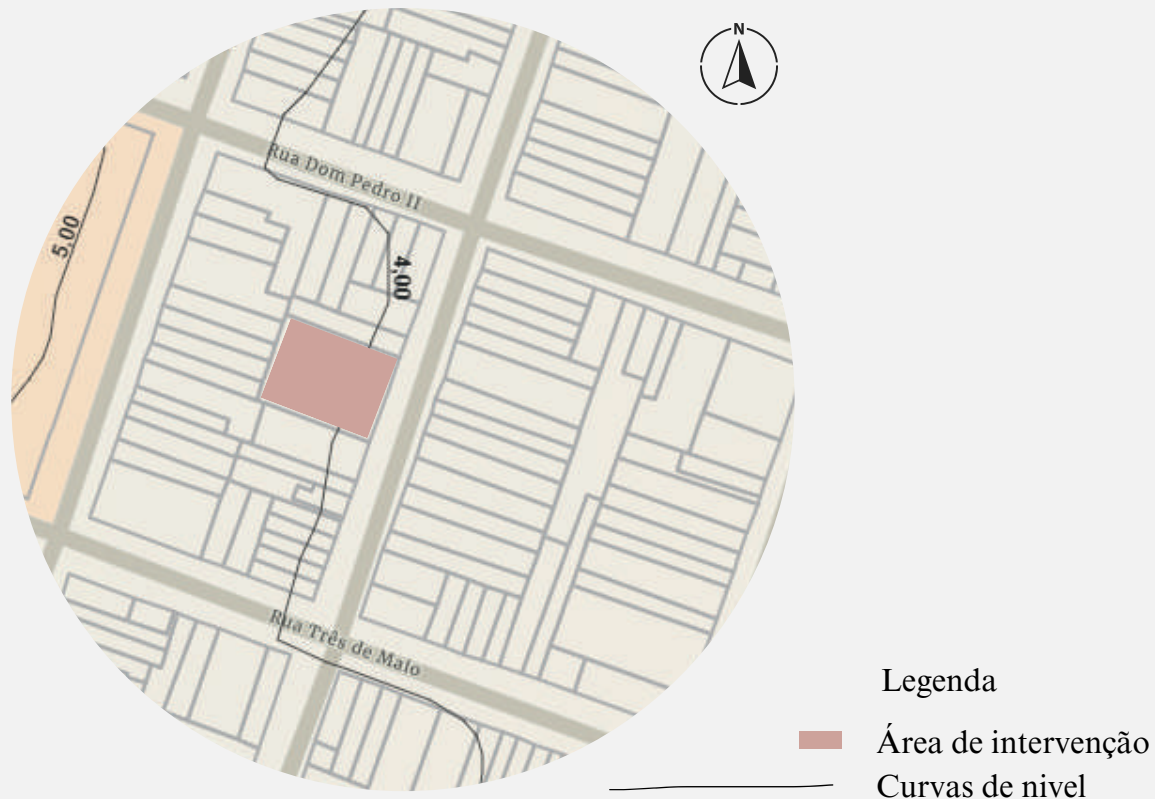 N
Rua Dom Pedro II
5,00
4,00
Rua Três de Maio
Legenda
Área de intervenção
Curvas de nivel